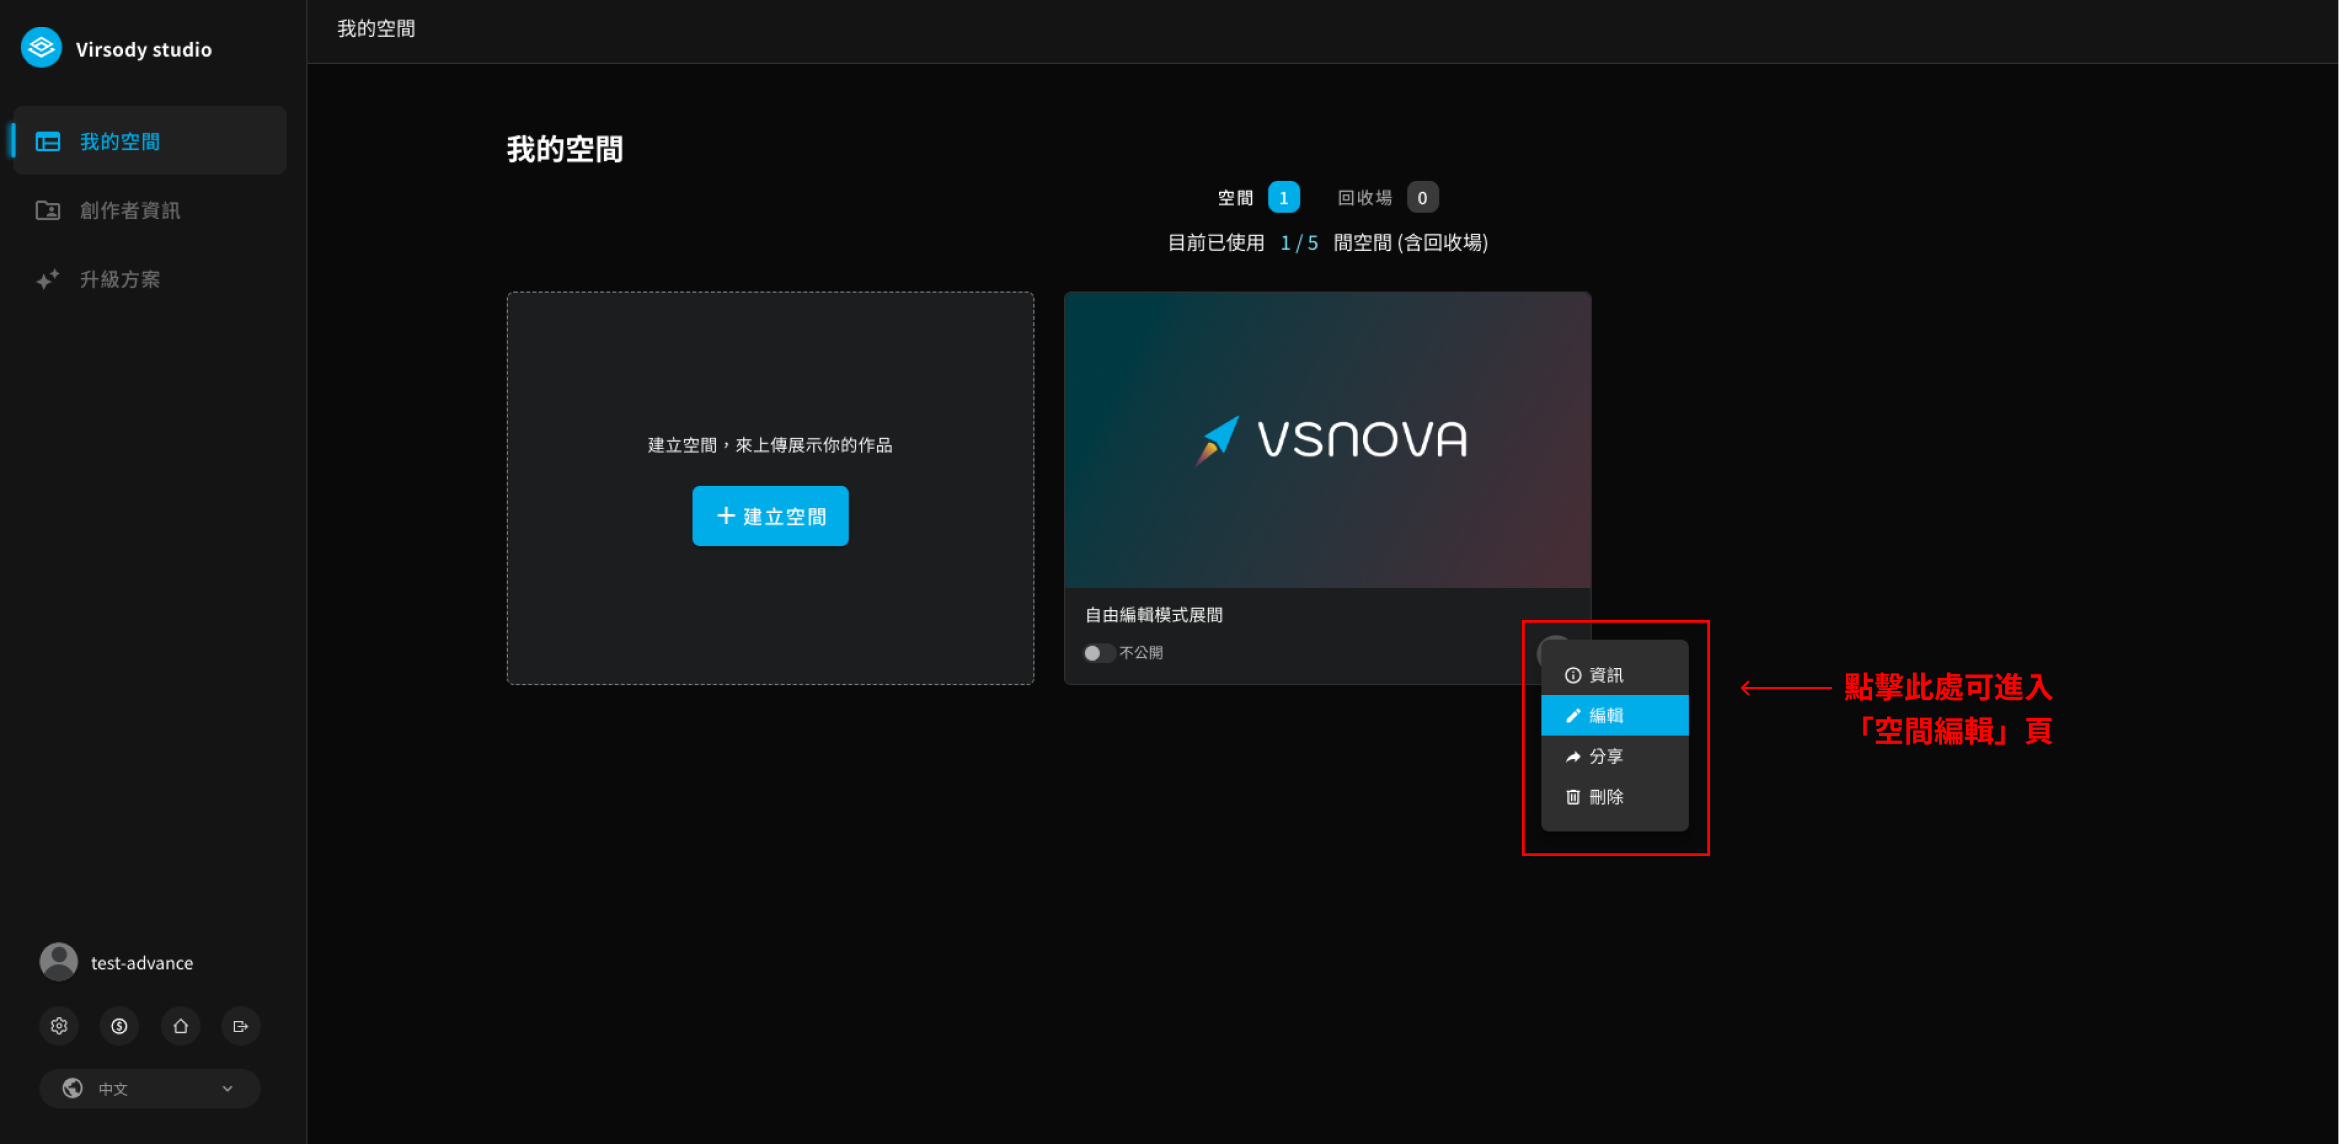 Virsody studio
我的空間
創作者資訊
升級方案
test-advance
中文
我的空間
我的空間
空間 1 回收場 0
目前已使用 1 / 5 間空間 (含回收場)
建立空間，來上傳展示你的作品
建立空間
VSNOVA
自由編輯模式展間
不公開
資訊
編輯
分享
刪除
點擊此處可進入
「空間編輯」頁